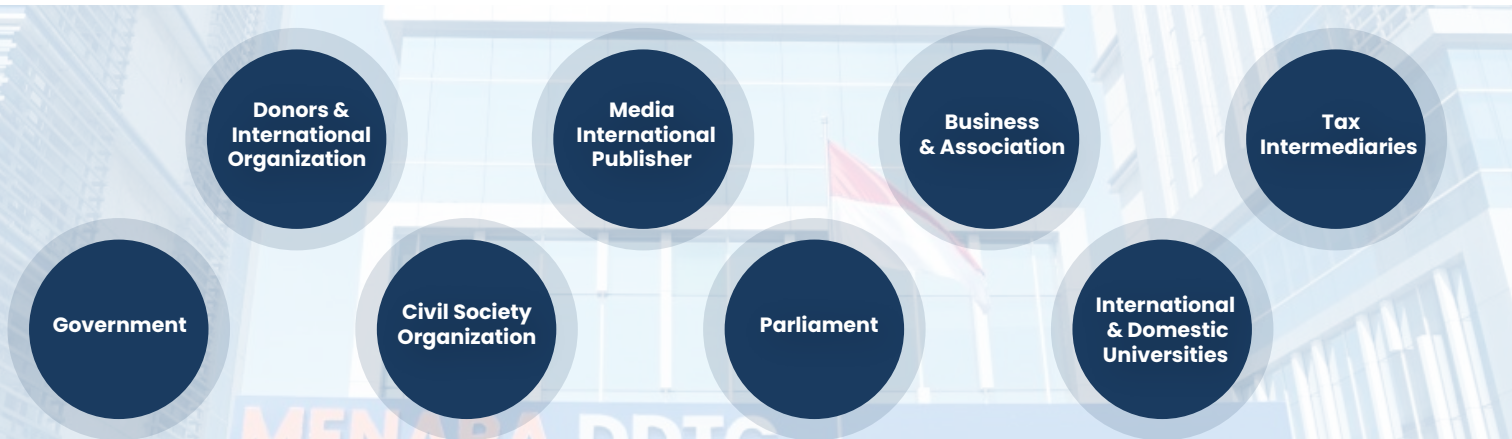 Donors &
International
Organization
Media
International
Publisher
Business
& Association
Tax
Intermediaries
Government
Civil Society
Organization
Parliament
International
& Domestic
Universities
MENARA DDTC